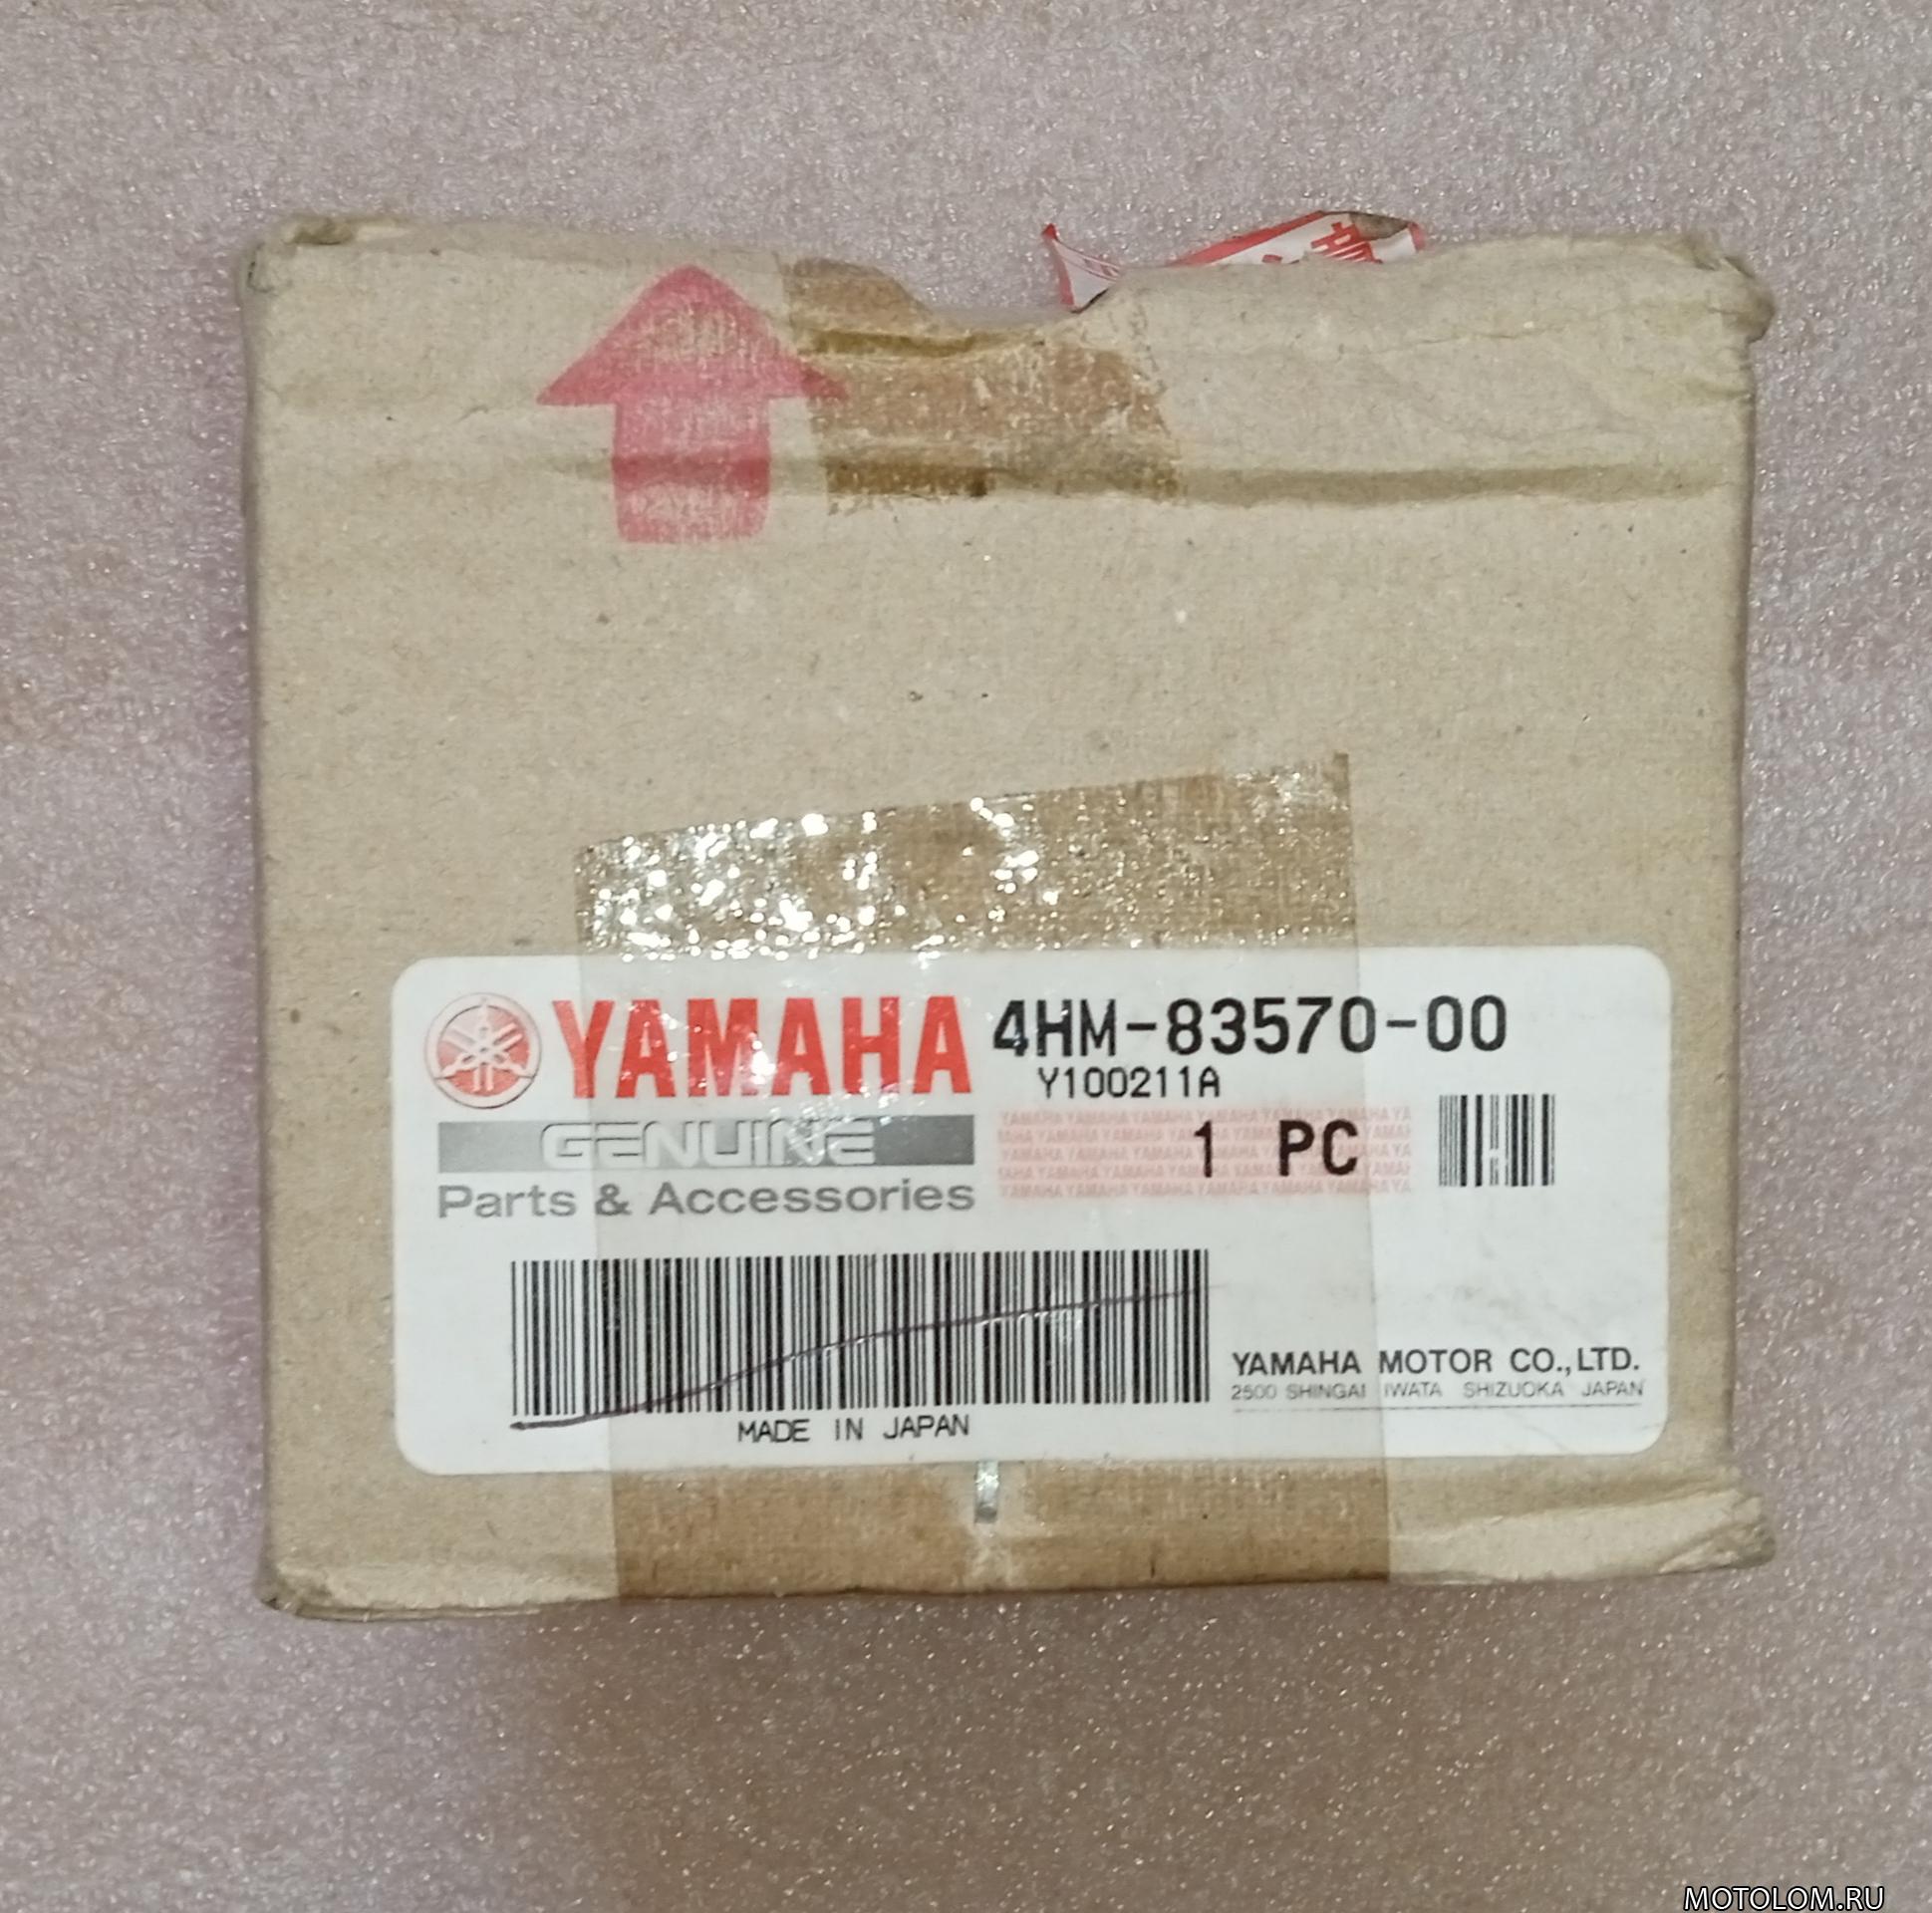 YAMAHA
GENUINE
Parts & Accessories
4HM-83570-00
Y100211A
1 PC
MADE IN JAPAN
YAMAHA MOTOR CO.,LTD.
2500 SHINGAI IWATA SHIZUOKA JAPAN
MOTOLOM.RU